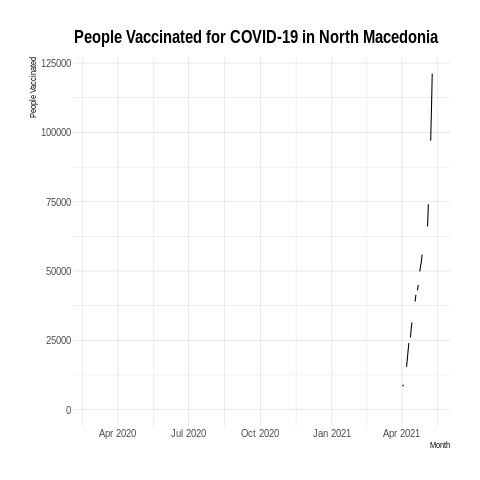 People Vaccinated for COVID-19 in North Macedonia
People Vaccinated
125000
100000
75000
50000
25000
0
Apr 2020 Jul 2020 Oct 2020 Jan 2021 Apr 2021
Month